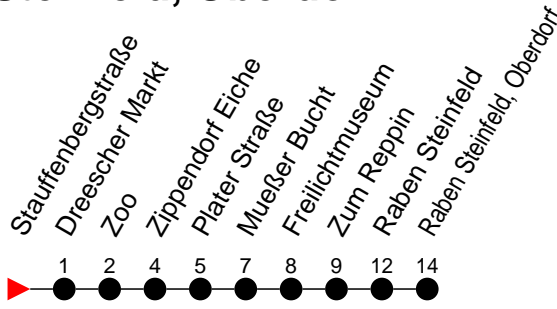 Stauffenbergstraße
Dreescher Markt
Zoo
Zippendorf Eiche
Plater Straße
Mueßer Bucht
Freilichtmuseum
Zum Reppin
Raben Steinfeld
Raben Steinfeld, Oberdorf
1 2 4 5 7 8 9 12 14